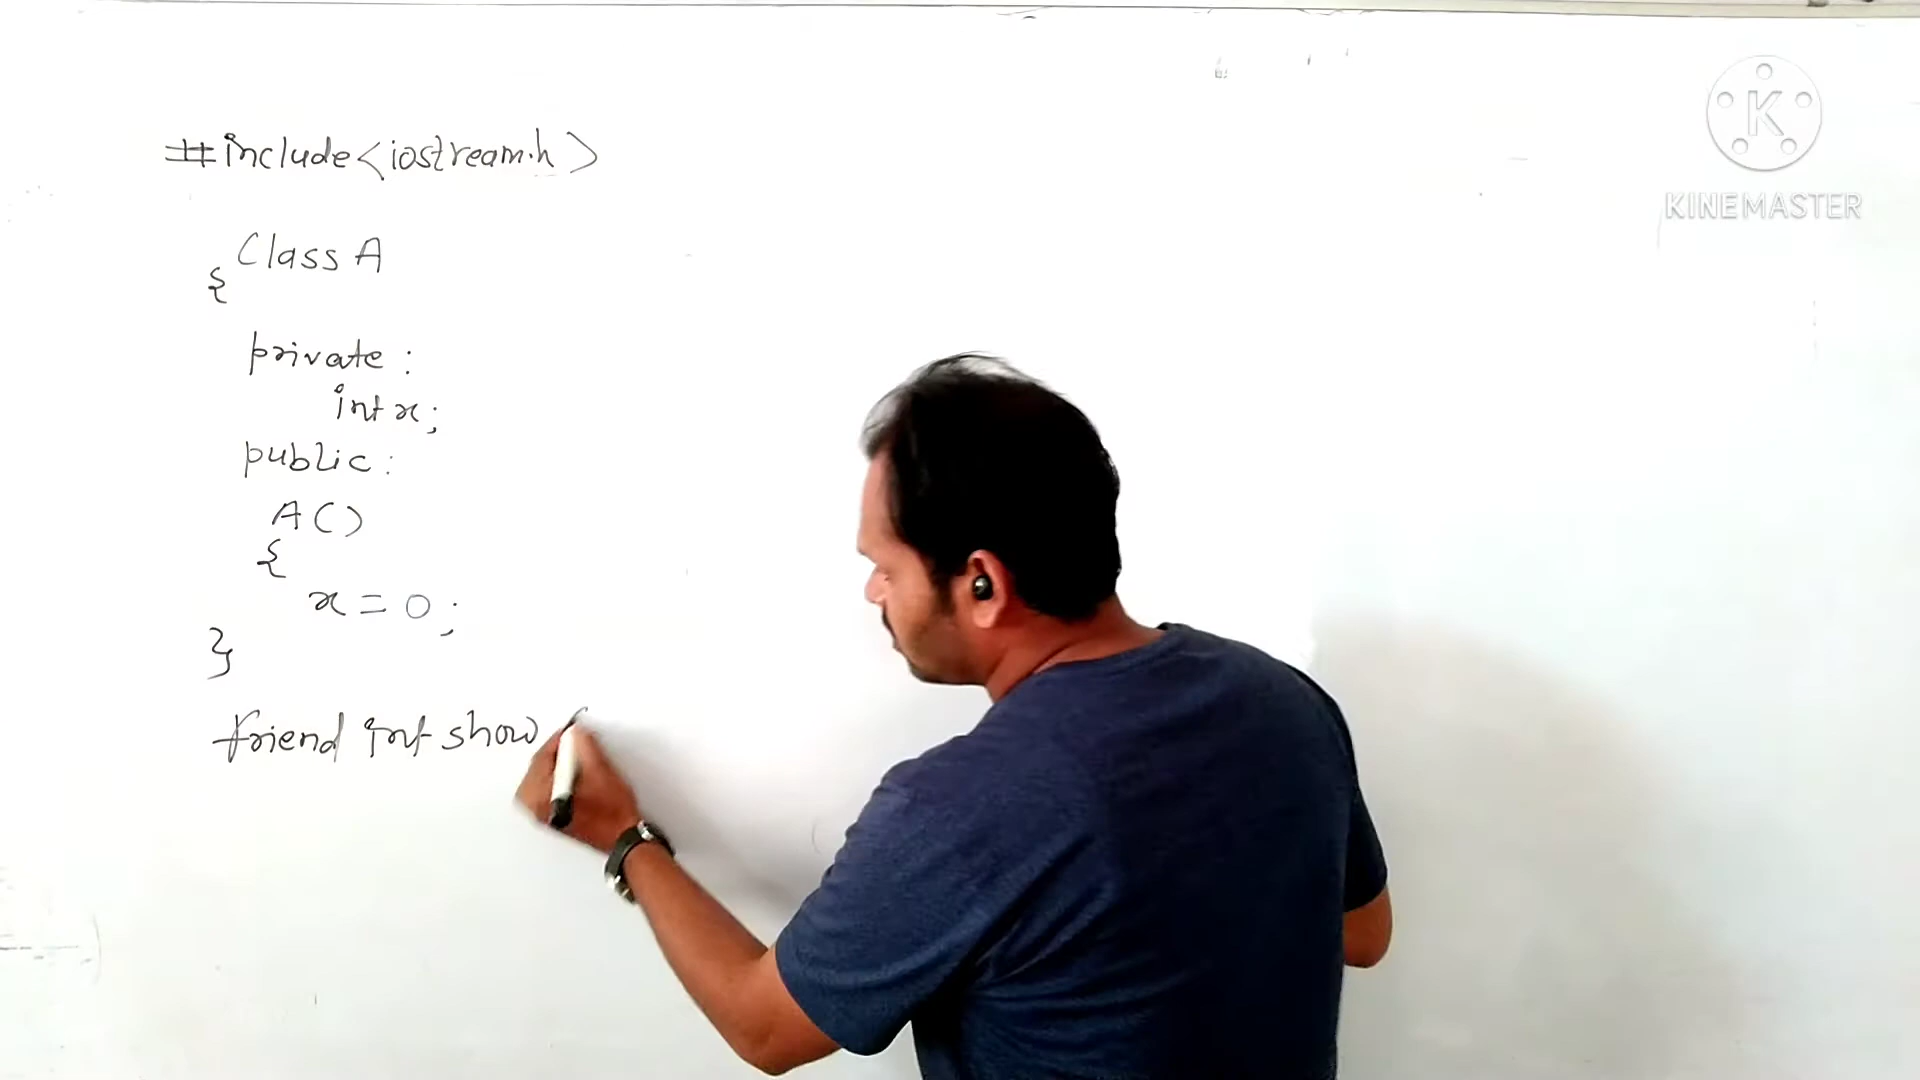 #include<iostream.h>
Class A
{
private:
int x;
public:
A()
{
x=0;
}
friend int show (
K
KINEMASTER